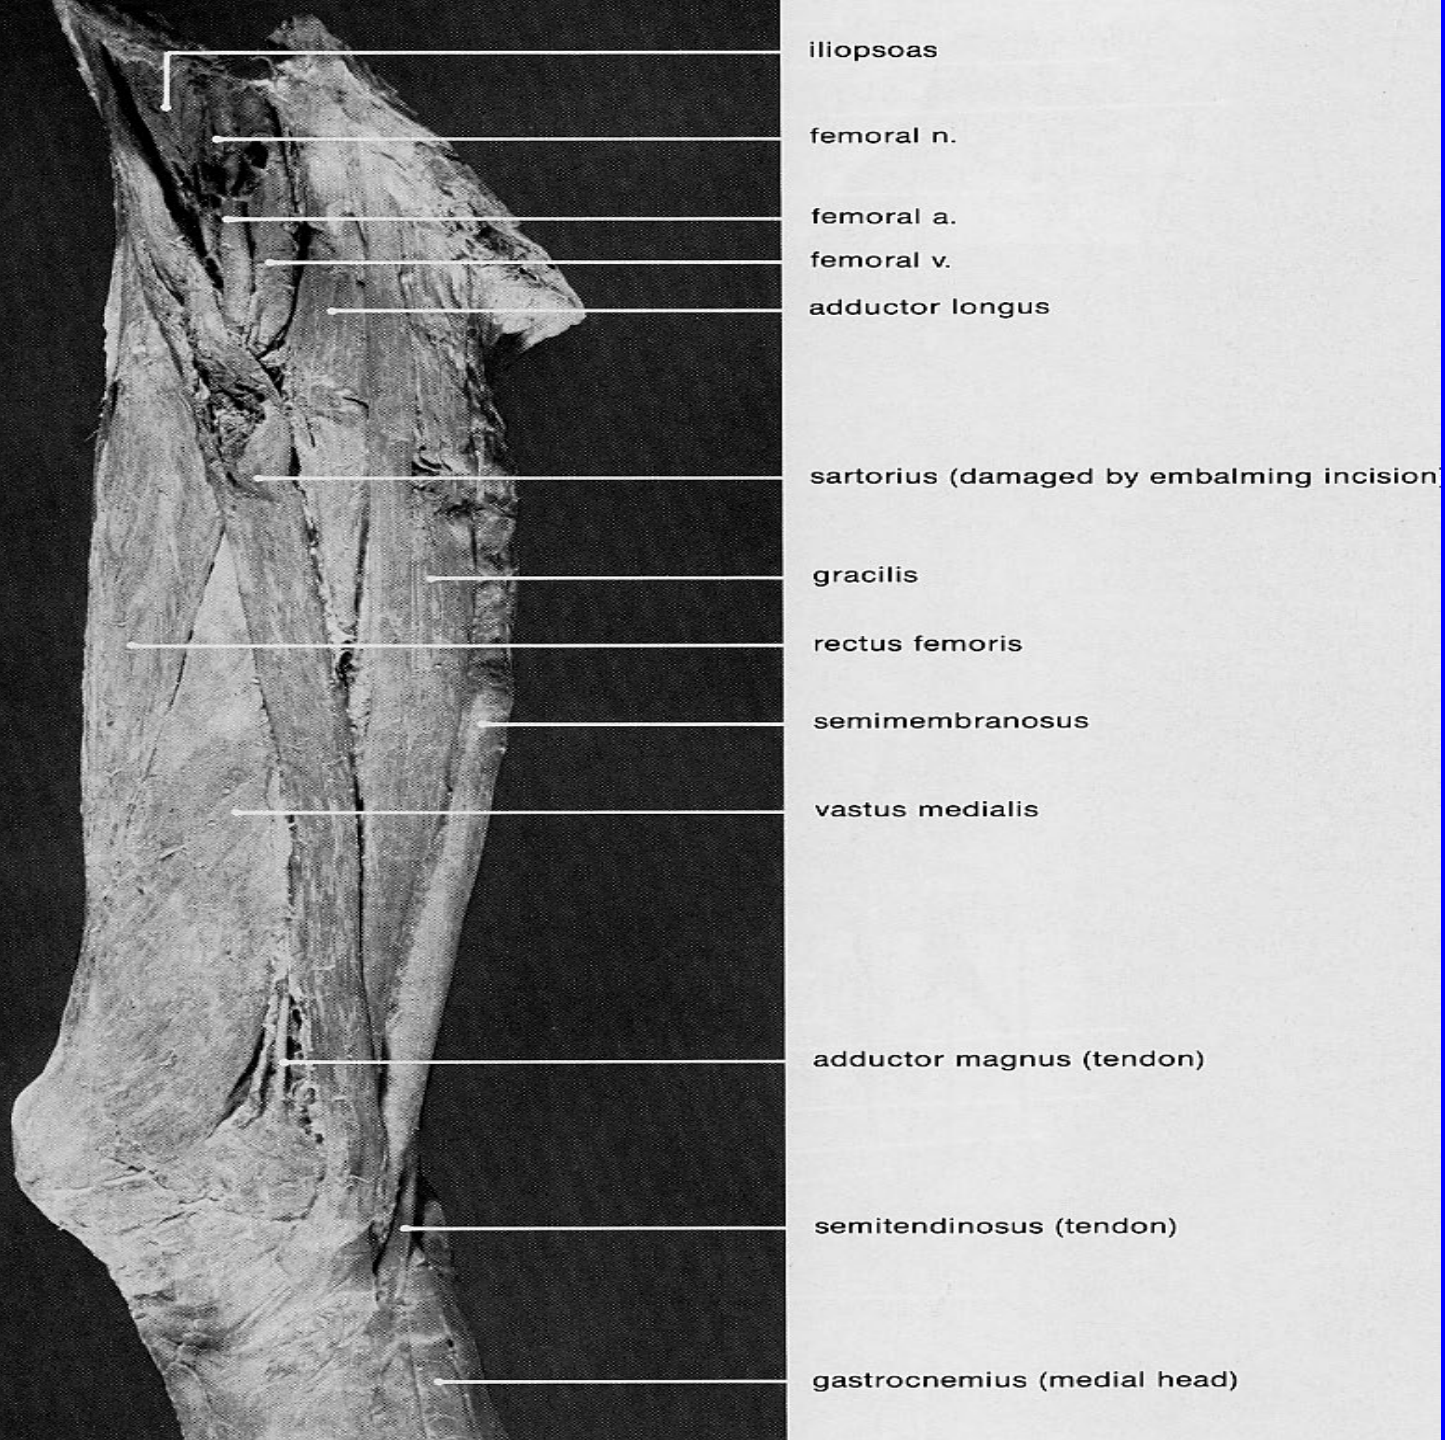 iliopsoas
femoral n.
femoral a.
femoral v.
adductor longus
sartorius (damaged by embalming incision)
gracilis
rectus femoris
semimembranosus
vastus medialis
adductor magnus (tendon)
semitendinosus (tendon)
gastrocnemius (medial head)